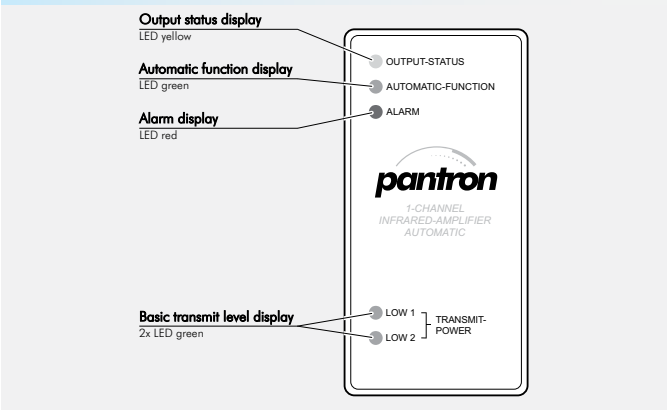 Output status display
LED yellow
Automatic function display
LED green
Alarm display
LED red
OUTPUT-STATUS
AUTOMATIC-FUNCTION
ALARM
pantron
1-CHANNEL
INFRARED-AMPLIFIER
AUTOMATIC
Basic transmit level display
2x LED green
LOW 1
LOW 2
TRANSMIT-
POWER